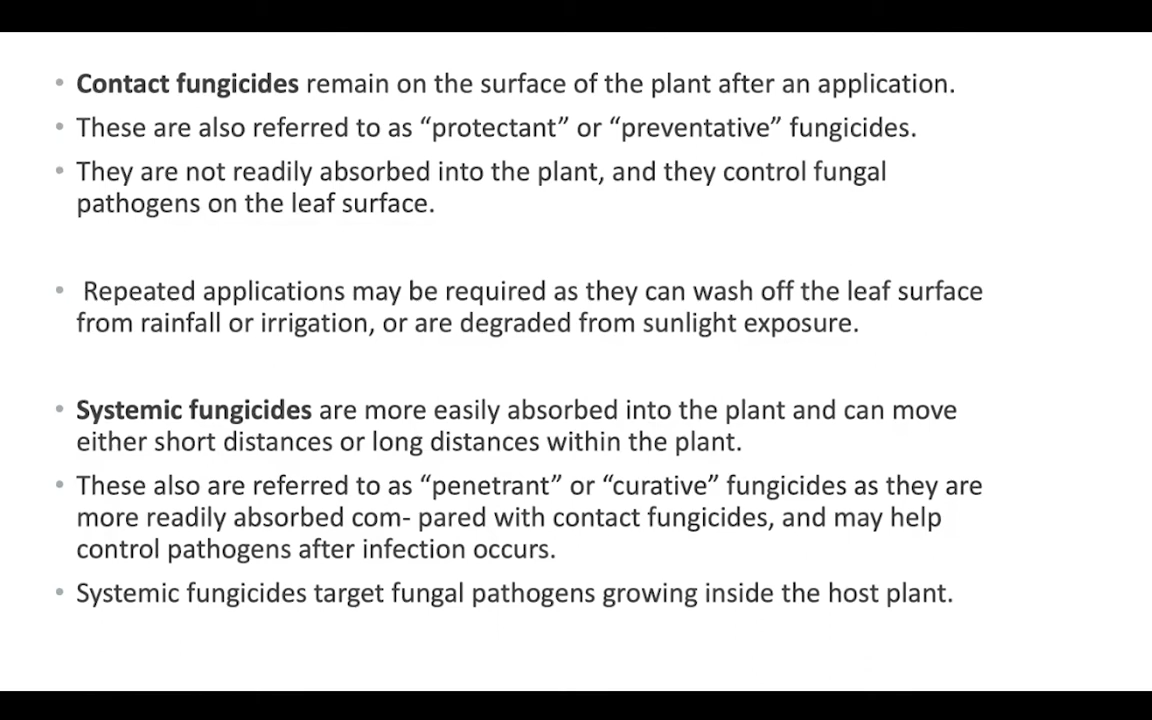 • Contact fungicides remain on the surface of the plant after an application.
• These are also referred to as “protectant” or “preventative” fungicides.
• They are not readily absorbed into the plant, and they control fungal
pathogens on the leaf surface.
• Repeated applications may be required as they can wash off the leaf surface
from rainfall or irrigation, or are degraded from sunlight exposure.
• Systemic fungicides are more easily absorbed into the plant and can move
either short distances or long distances within the plant.
• These also are referred to as “penetrant” or “curative” fungicides as they are
more readily absorbed com- pared with contact fungicides, and may help
control pathogens after infection occurs.
• Systemic fungicides target fungal pathogens growing inside the host plant.